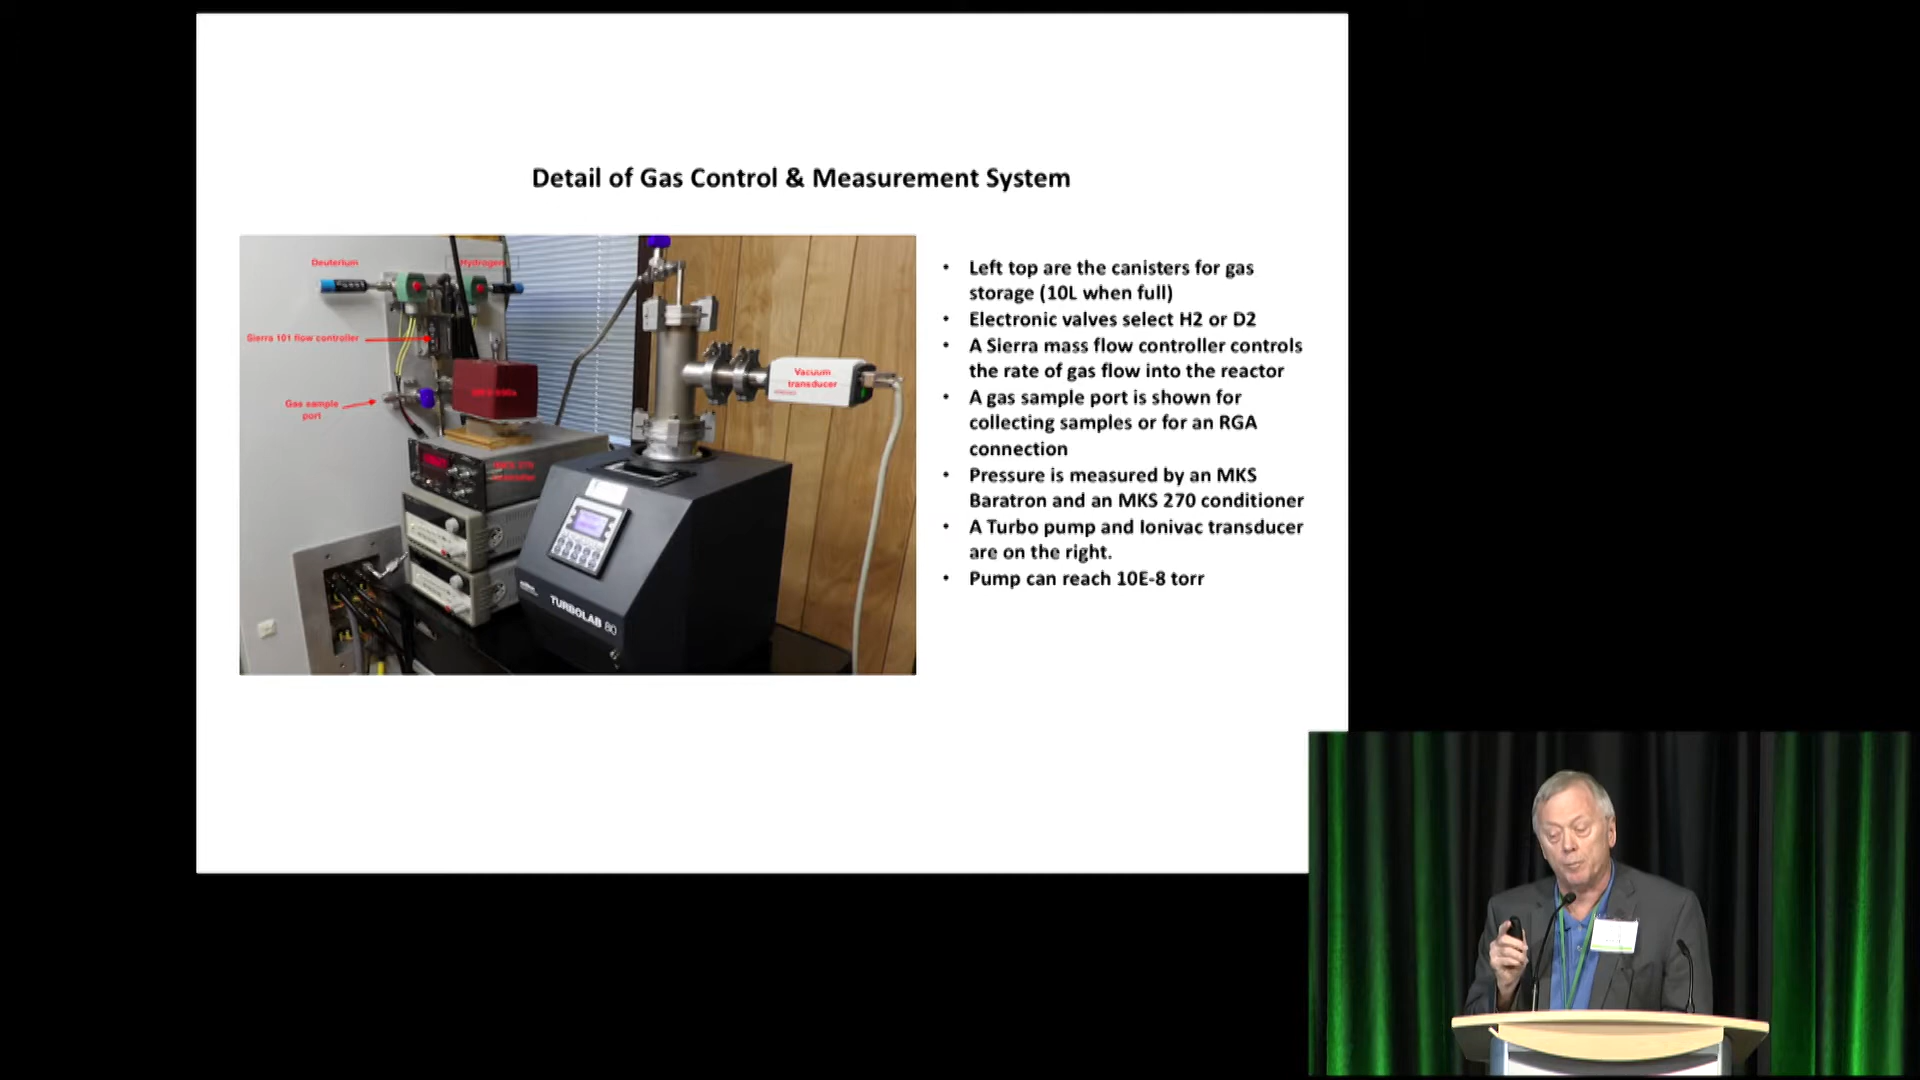 Detail of Gas Control & Measurement System
Deuterium
Hydrogen
Sierra 101 flow controller
Gas sample
port
Vacuum
transducer
TURBOLAB 80
• Left top are the canisters for gas
storage (10L when full)
• Electronic valves select H2 or D2
• A Sierra mass flow controller controls
the rate of gas flow into the reactor
• A gas sample port is shown for
collecting samples or for an RGA
connection
• Pressure is measured by an MKS
Baratron and an MKS 270 conditioner
• A Turbo pump and Ionivac transducer
are on the right.
• Pump can reach 10E-8 torr